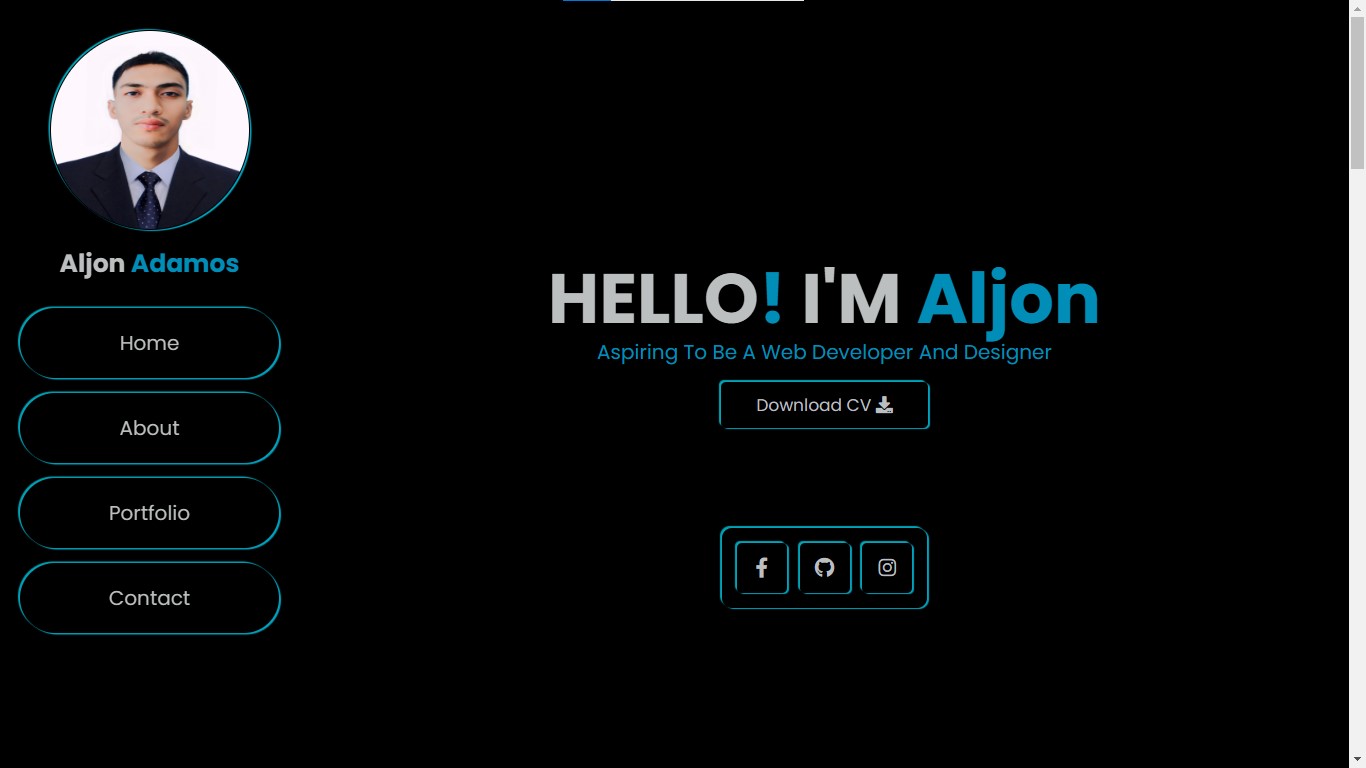 Aljon Adamos
Home
About
Portfolio
Contact
HELLO! I'M Aljon
Aspiring To Be A Web Developer And Designer
Download CV